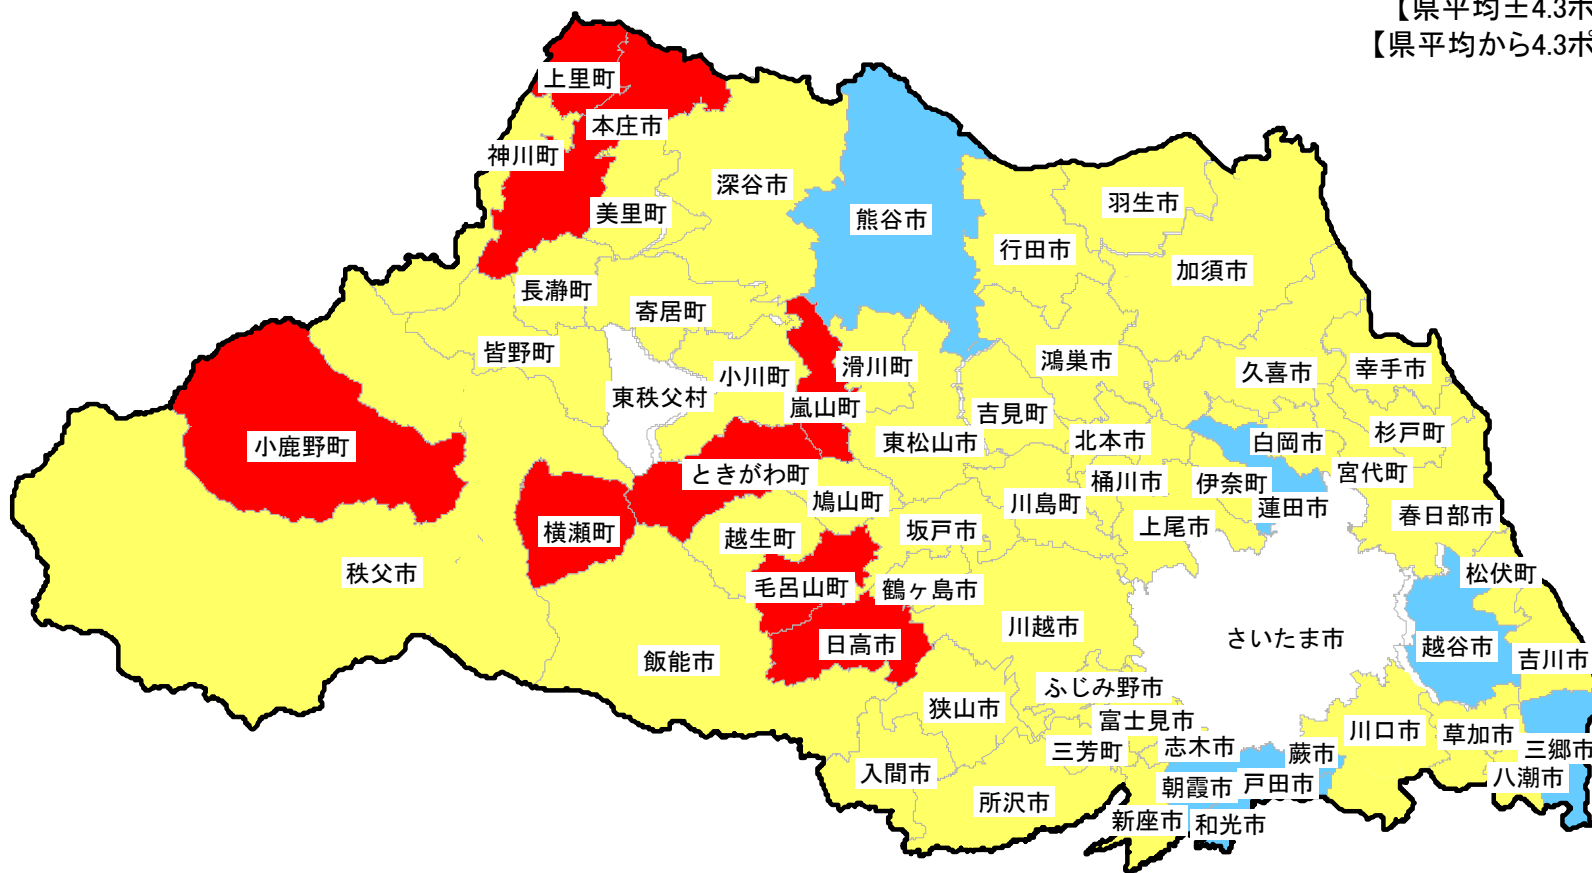 【県平均±4.3ポ
【県平均から4.3ポ
上里町
本庄市
神川町
深谷市
美里町
熊谷市
羽生市
行田市
加須市
長瀞町
寄居町
皆野町
小川町
滑川町
鴻巣市
久喜市
幸手市
東秩父村
嵐山町
吉見町
小鹿野町
東松山市
北本市
白岡市
杉戸町
ときがわ町
桶川市
伊奈町
宮代町
鳩山町
川島町
蓮田市
春日部市
横瀬町
越生町
坂戸市
上尾市
秩父市
松伏町
毛呂山町
鶴ヶ島市
川越市
さいたま市
日高市
越谷市
吉川市
飯能市
ふじみ野市
狭山市
富士見市
川口市
草加市
三芳町
志木市
蕨市
三郷市
入間市
朝霞市
戸田市
八潮市
所沢市
新座市
和光市